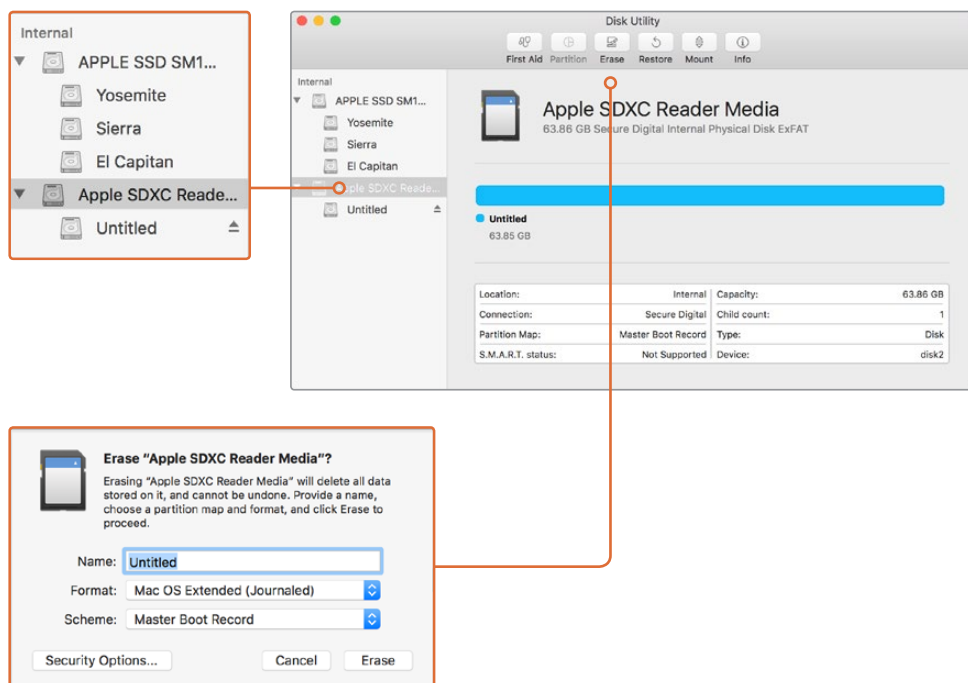 Internal
APPLE SSD SM1...
Yosemite
Sierra
El Capitan
Apple SDXC Reade...
Untitled
Disk Utility
First Aid Partition Erase Restore Mount Info
Internal
APPLE SSD SM1...
Yosemite
Sierra
El Capitan
ple SDXC Reade...
Untitled
Apple SDXC Reader Media
63.86 GB Secure Digital Internal Physical Disk ExFAT
Untitled
63.85 GB
Location: Internal Capacity: 63.86 GB
Connection: Secure Digital Child count: 1
Partition Map: Master Boot Record Type: Disk
S.M.A.R.T. status: Not Supported Device: disk2
Erase “Apple SDXC Reader Media”?
Erasing “Apple SDXC Reader Media” will delete all data
stored on it, and cannot be undone. Provide a name,
choose a partition map and format, and click Erase to
proceed.
Name: Untitled
Format: Mac OS Extended (Journaled)
Scheme: Master Boot Record
Security Options... Cancel Erase